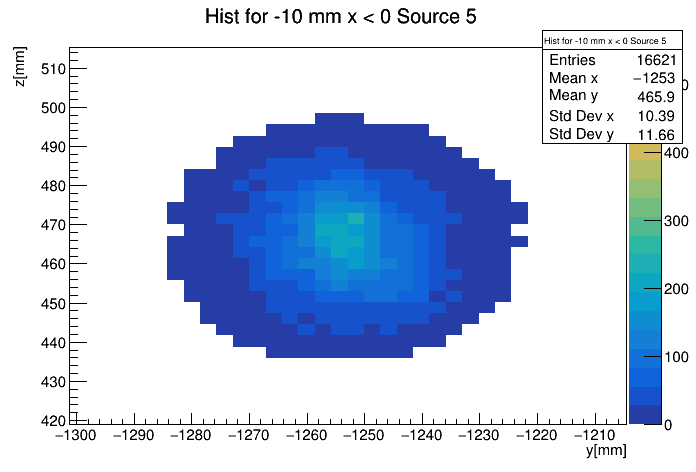 Hist for -10 mm x < 0 Source 5
z[mm]
Hist for -10 mm x < 0 Source 5
Entries 16621
Mean x −1253
Mean y 465.9
Std Dev x 10.39
Std Dev y 11.66
510
500
490
480
470
460
450
440
430
420
0
400
300
200
100
0
−1300 −1290 −1280 −1270 −1260 −1250 −1240 −1230 −1220 −1210
y[mm]